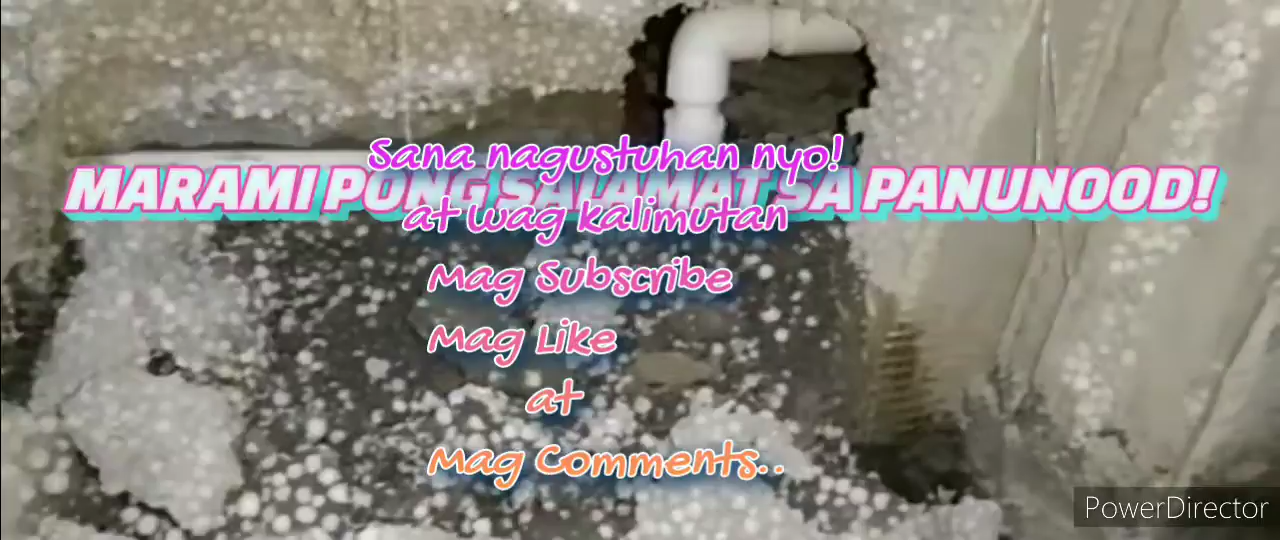 Sana nagustuhan nyo!
MARAMI PONG SALAMAT SA PANUNOOD!
at wag kalimutan
Mag Subscribe
Mag Like
at
Mag Comments..
PowerDirector